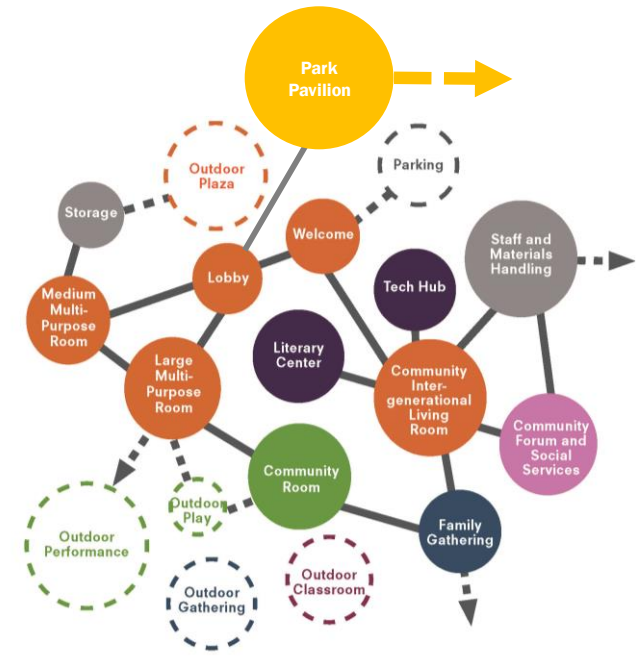 Park
Pavilion
Outdoor
Plaza
Parking
Storage
Welcome
Staff and
Materials
Handling
Lobby
Tech Hub
Medium
Multi-
Purpose
Room
Literary
Center
Large
Multi-
Purpose
Room
Community
Inter-
generational
Living
Room
Community
Forum and
Social
Services
Community
Room
Outdoor
Play
Outdoor
Performance
Family
Gathering
Outdoor
Classroom
Outdoor
Gathering